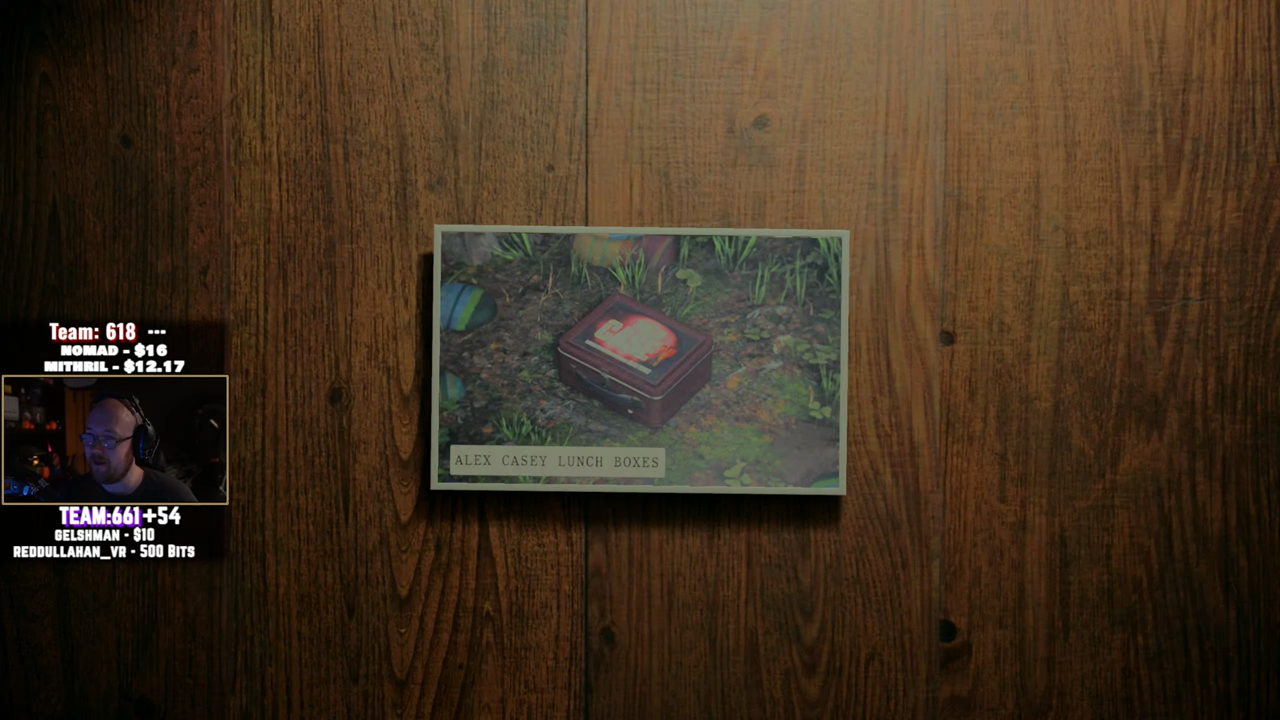 Team: 618 ---
NOMAD - $16
MITHRIL - $12.17
TEAM:661+54
GELSHMAN - $10
REDDULLAHAN_VR - 500 BITS
ALEX CASEY LUNCH BOXES